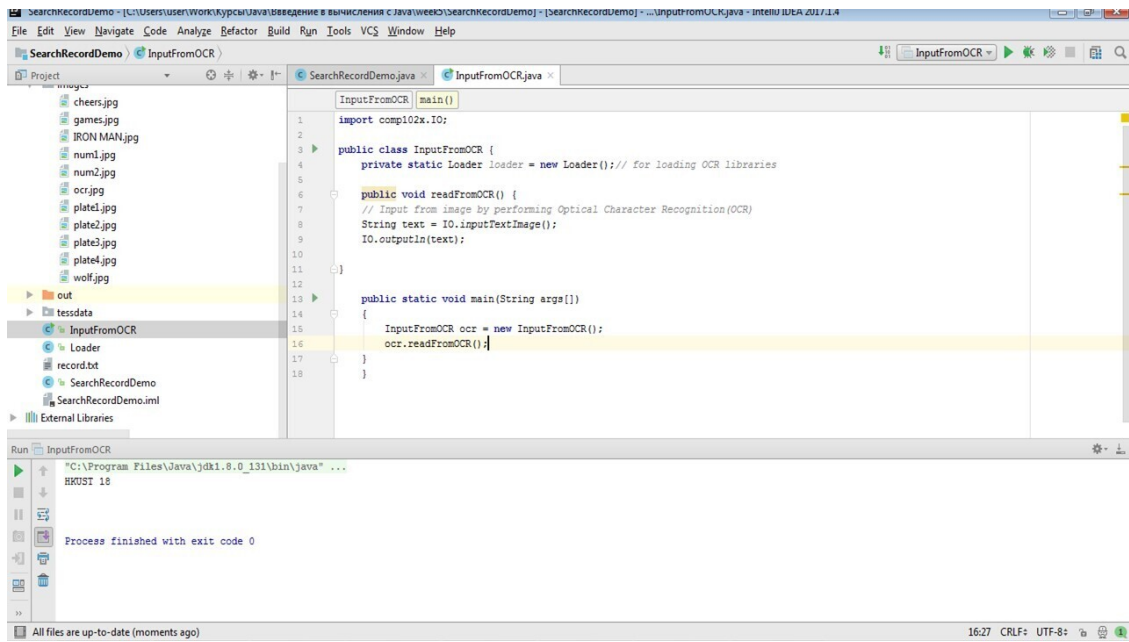 SearchRecordDemo - [C:\Users\user\Work\Курсы\Java\Введение в вычисления с Java\week5\SearchRecordDemo] - [SearchRecordDemo] - ...\InputFromOCR.java - IntelliJ IDEA 2017.1.4
File Edit View Navigate Code Analyze Refactor Build Run Tools VCS Window Help
SearchRecordDemo InputFromOCR
InputFromOCR
Project
SearchRecordDemo.java InputFromOCR.java
images
cheers.jpg
games.jpg
IRON MAN.jpg
num1.jpg
num2.jpg
ocr.jpg
plate1.jpg
plate2.jpg
plate3.jpg
plate4.jpg
wolf.jpg
out
tessdata
InputFromOCR
Loader
record.txt
SearchRecordDemo
SearchRecordDemo.iml
External Libraries
InputFromOCR main()
1 import comp102x.IO;
2
3 public class InputFromOCR {
4 private static Loader loader = new Loader();// for loading OCR libraries
5
6 public void readFromOCR() {
7 // Input from image by performing Optical Character Recognition(OCR)
8 String text = IO.inputTextImage();
9 IO.outputln(text);
10
11 }
12
13 public static void main(String args[])
14 {
15 InputFromOCR ocr = new InputFromOCR();
16 ocr.readFromOCR();
17 }
18 }
Run InputFromOCR
"C:\Program Files\Java\jdk1.8.0_131\bin\java" ...
HKUST 18
Process finished with exit code 0
All files are up-to-date (moments ago)
16:27 CRLF UTF-8 1